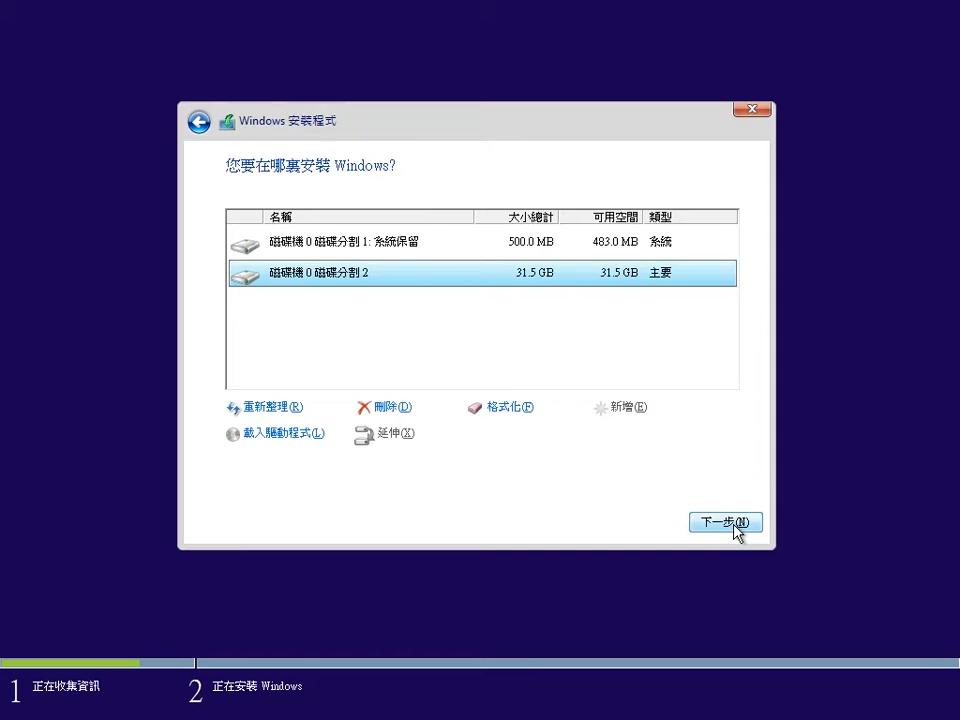 Windows 安裝程式
您要在哪裏安裝 Windows?
名稱 大小總計 可用空間 類型
磁碟機 0 磁碟分割 1: 系統保留 500.0 MB 483.0 MB 系統
磁碟機 0 磁碟分割 2 31.5 GB 31.5 GB 主要
重新整理(R) 刪除(D) 格式化(F) 新增(E)
載入驅動程式(L) 延伸(X)
下一步(N)
1 正在收集資訊 2 正在安裝 Windows